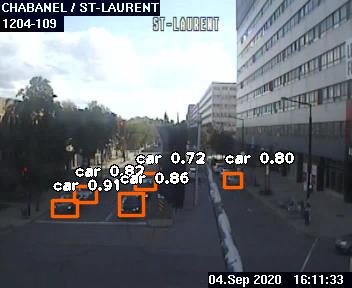 CHABANEL / ST-LAURENT
1204-109
ST-LAURENT
car 0.72
car 0.80
car 0.82
car 0.86
car 0.91
04.Sep 2020 16:11:33